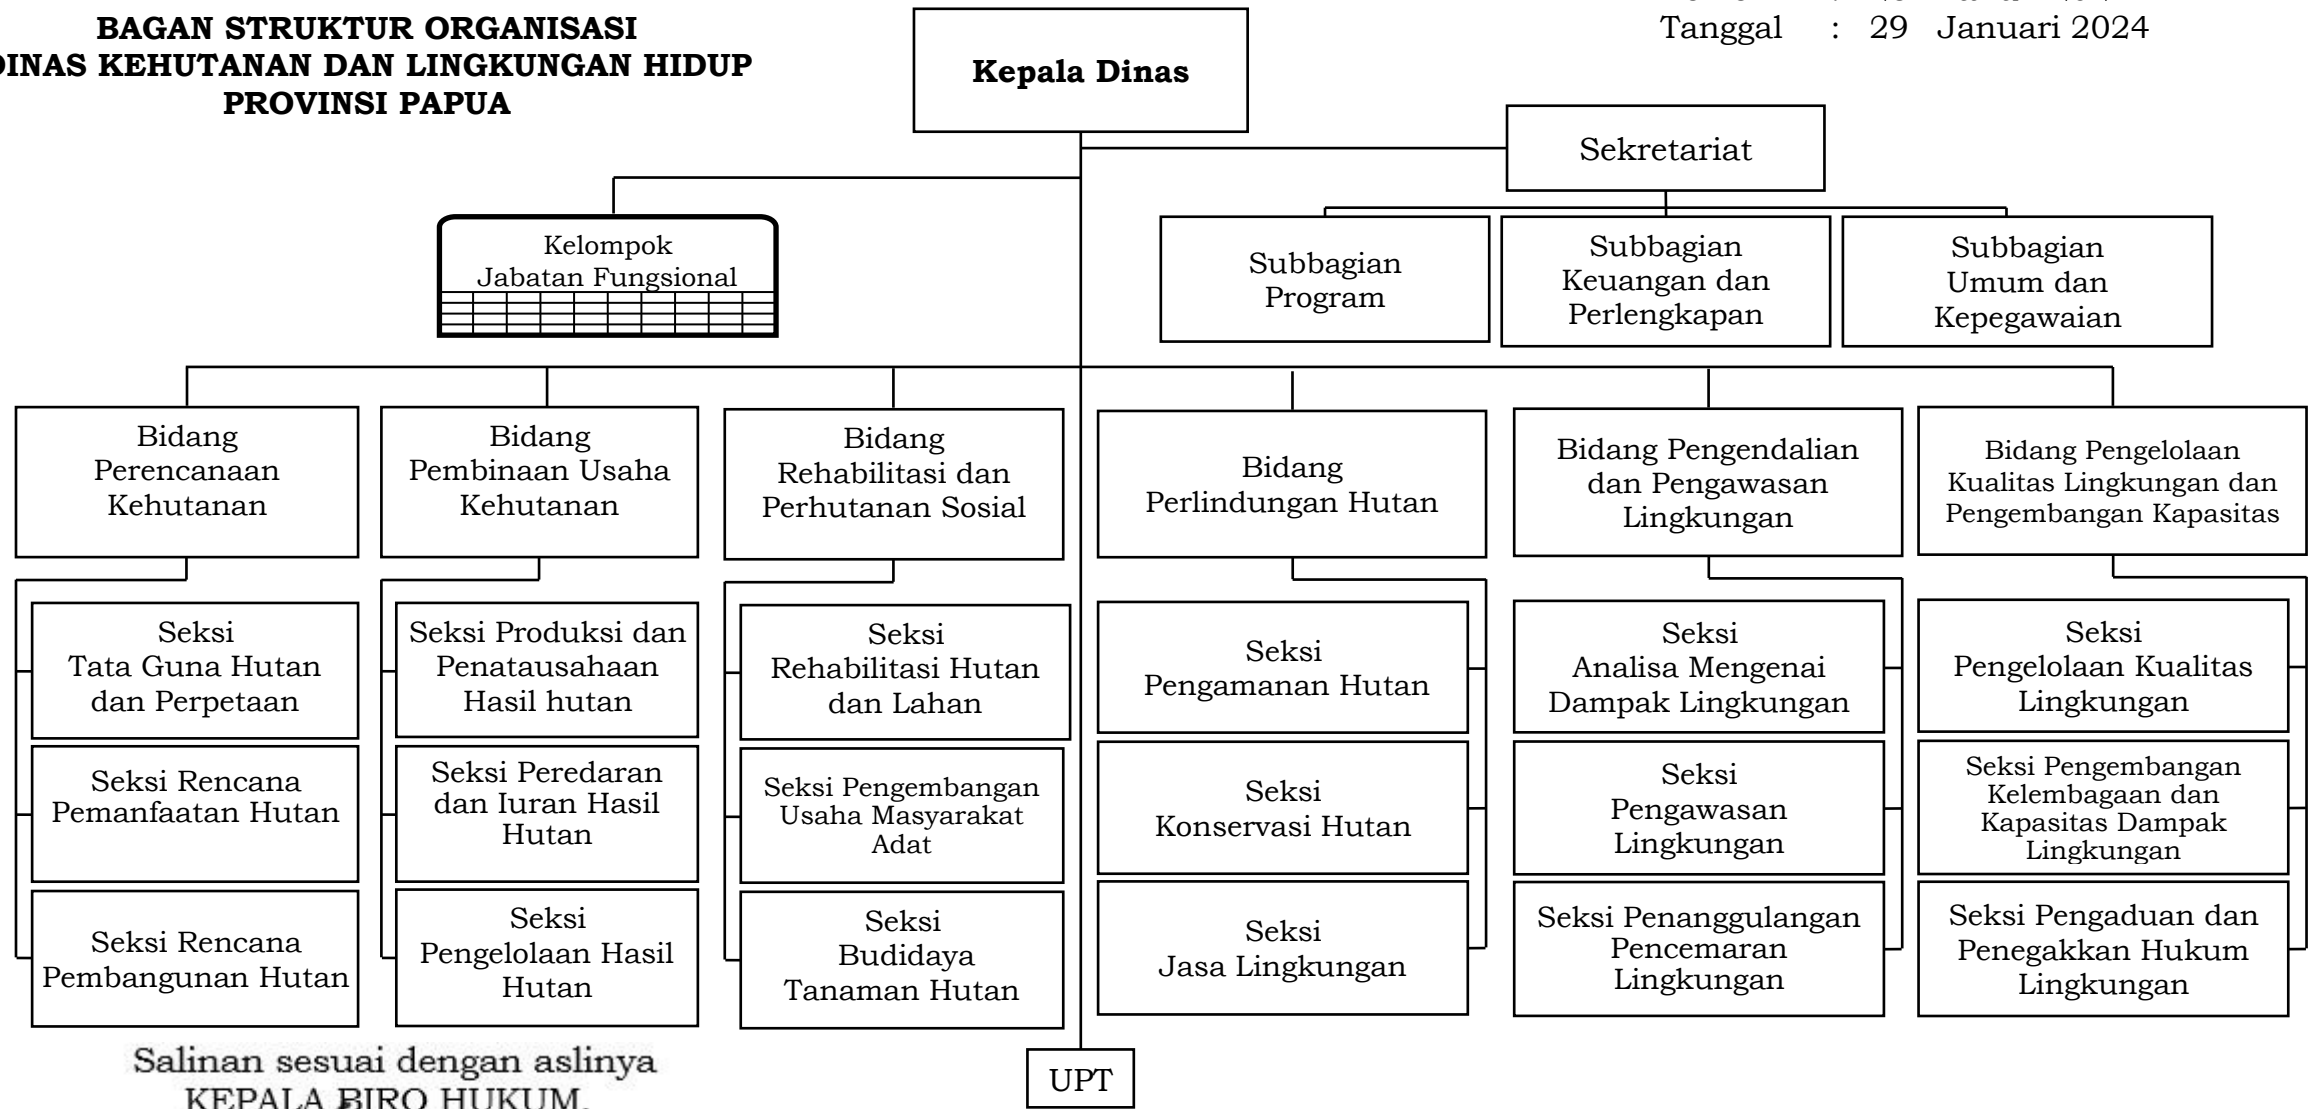 BAGAN STRUKTUR ORGANISASI
DINAS KEHUTANAN DAN LINGKUNGAN HIDUP
PROVINSI PAPUA
Tanggal : 29 Januari 2024
Kepala Dinas
Sekretariat
Kelompok
Jabatan Fungsional
Subbagian
Program
Subbagian
Keuangan dan
Perlengkapan
Subbagian
Umum dan
Kepegawaian
Bidang
Perencanaan
Kehutanan
Bidang
Pembinaan Usaha
Kehutanan
Bidang
Rehabilitasi dan
Perhutanan Sosial
Bidang
Perlindungan Hutan
Bidang Pengendalian
dan Pengawasan
Lingkungan
Bidang Pengelolaan
Kualitas Lingkungan dan
Pengembangan Kapasitas
Seksi
Tata Guna Hutan
dan Perpetaan
Seksi Produksi dan
Penatausahaan
Hasil hutan
Seksi
Rehabilitasi Hutan
dan Lahan
Seksi
Pengamanan Hutan
Seksi
Analisa Mengenai
Dampak Lingkungan
Seksi
Pengelolaan Kualitas
Lingkungan
Seksi Rencana
Pemanfaatan Hutan
Seksi Peredaran
dan Iuran Hasil
Hutan
Seksi Pengembangan
Usaha Masyarakat
Adat
Seksi
Konservasi Hutan
Seksi
Pengawasan
Lingkungan
Seksi Pengembangan
Kelembagaan dan
Kapasitas Dampak
Lingkungan
Seksi Rencana
Pembangunan Hutan
Seksi
Pengelolaan Hasil
Hutan
Seksi
Budidaya
Tanaman Hutan
Seksi
Jasa Lingkungan
Seksi Penanggulangan
Pencemaran
Lingkungan
Seksi Pengaduan dan
Penegakkan Hukum
Lingkungan
UPT
Salinan sesuai dengan aslinya
KEPALA BIRO HUKUM,